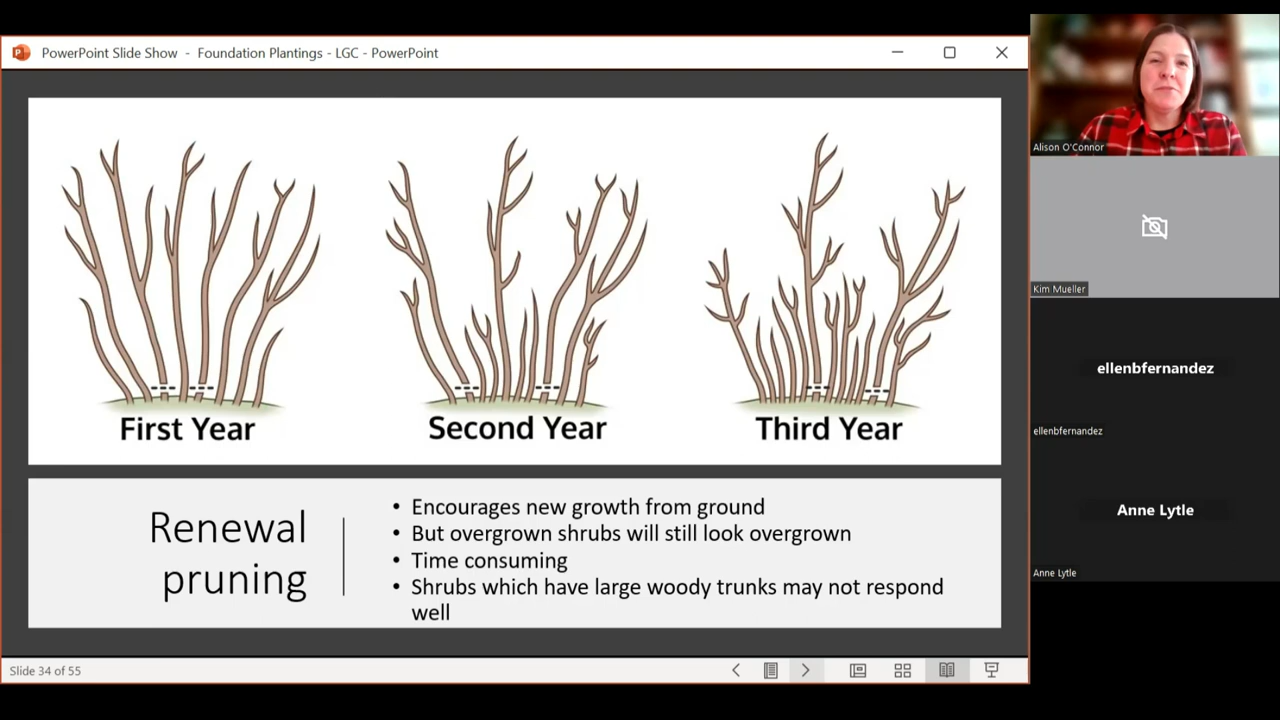 PowerPoint Slide Show - Foundation Plantings - LGC - PowerPoint
First Year
Second Year
Third Year
Renewal
pruning
• Encourages new growth from ground
• But overgrown shrubs will still look overgrown
• Time consuming
• Shrubs which have large woody trunks may not respond
well
Slide 34 of 55
Alison O'Connor
Kim Mueller
ellenbfernandez
ellenbfernandez
Anne Lytle
Anne Lytle